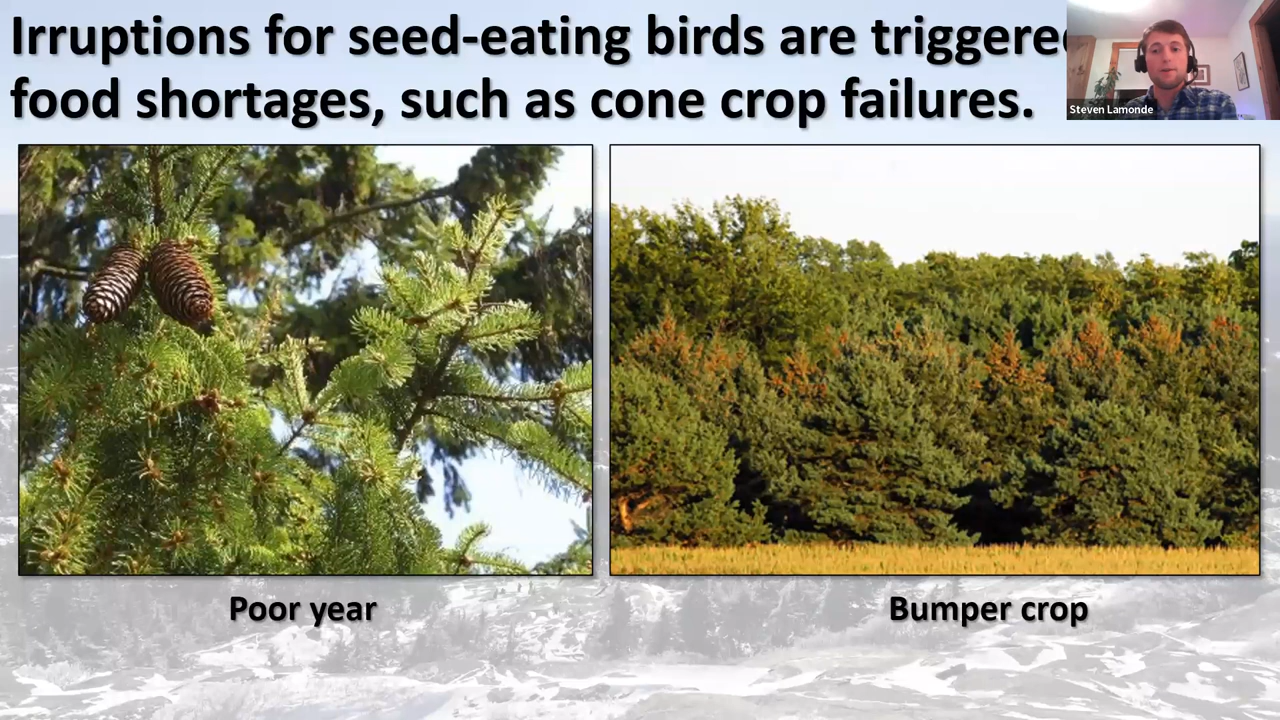 Irruptions for seed-eating birds are triggered
food shortages, such as cone crop failures.
Steven Lamonde
Poor year
Bumper crop